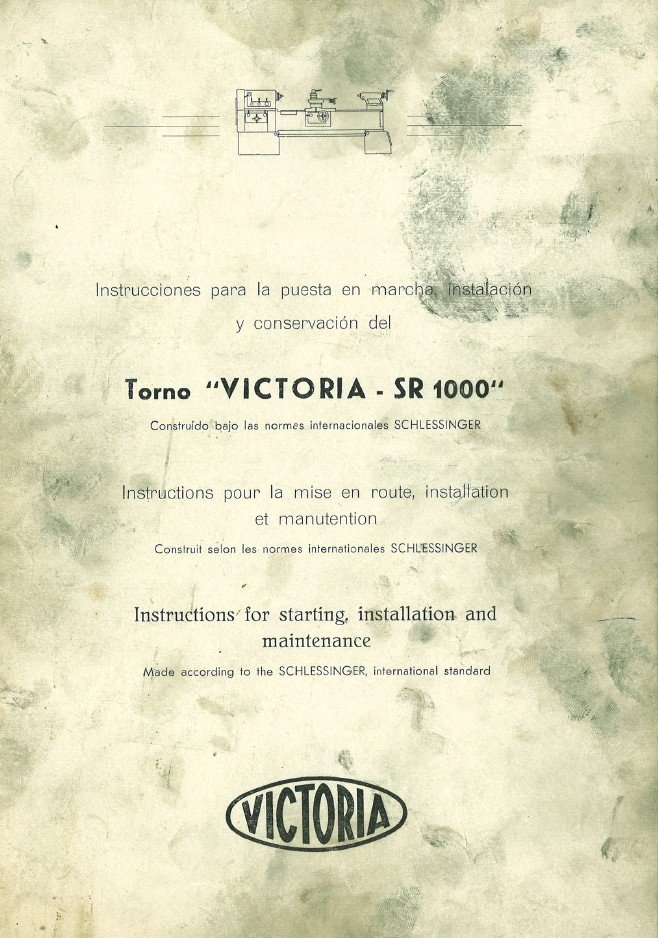 Instrucciones para la puesta en marcha, instalación
y conservación del
Torno “VICTORIA - SR 1000“
Construído bajo las normes internacionales SCHLESSINGER
Instructions pour la mise en route, installation
et manutention
Construit selon les normes internationales SCHLESSINGER
Instructions for starting, installation and
maintenance
Made according to the SCHLESSINGER, international standard
VICTORIA